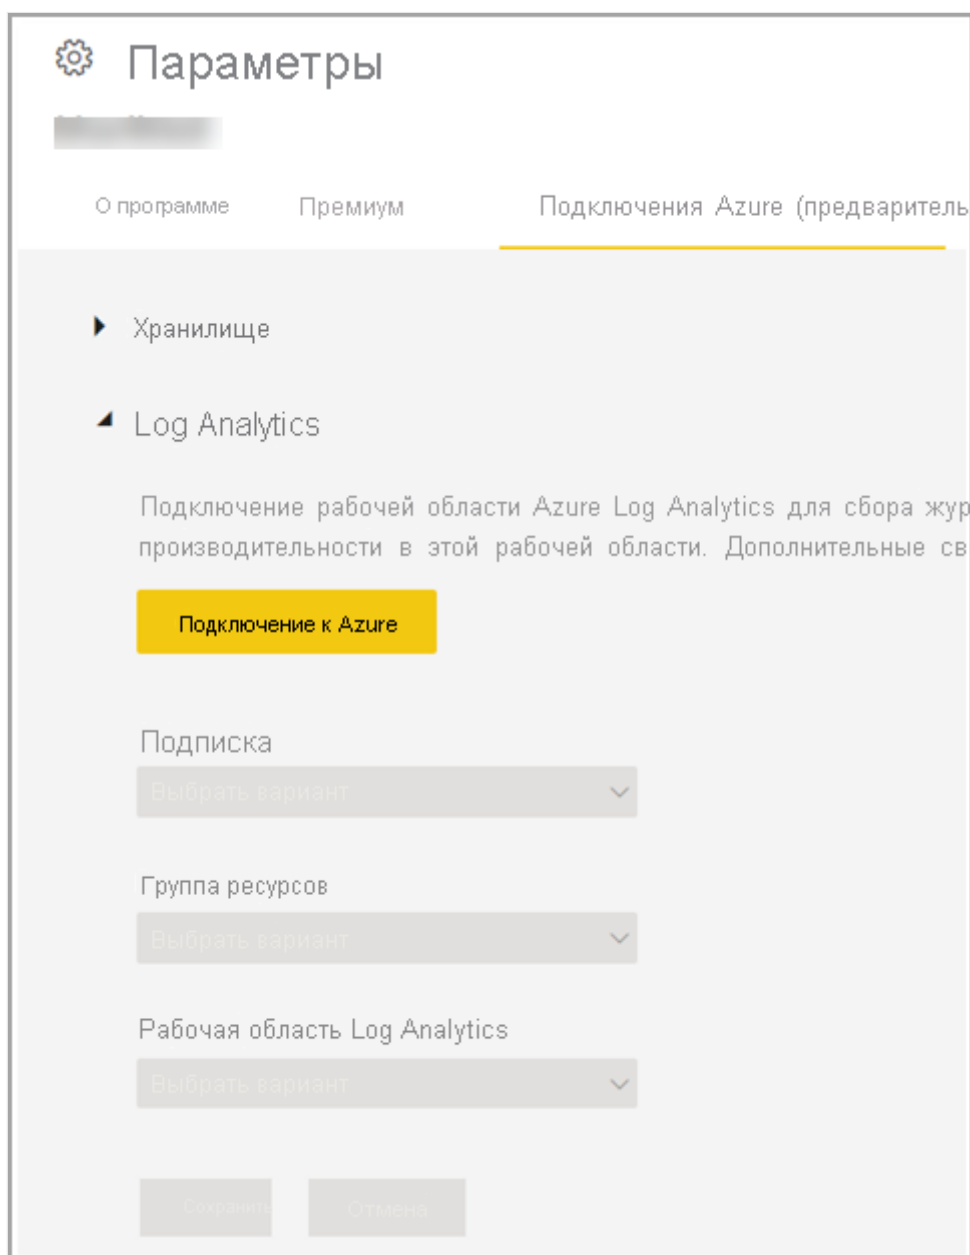 Параметры
О программе Премиум Подключения Azure (предваритель
Хранилище
Log Analytics
Подключение рабочей области Azure Log Analytics для сбора жур
производительности в этой рабочей области. Дополнительные св
Подключение к Azure
Подписка
Выбрать вариант
Группа ресурсов
Выбрать вариант
Рабочая область Log Analytics
Выбрать вариант
Сохранить Отмена